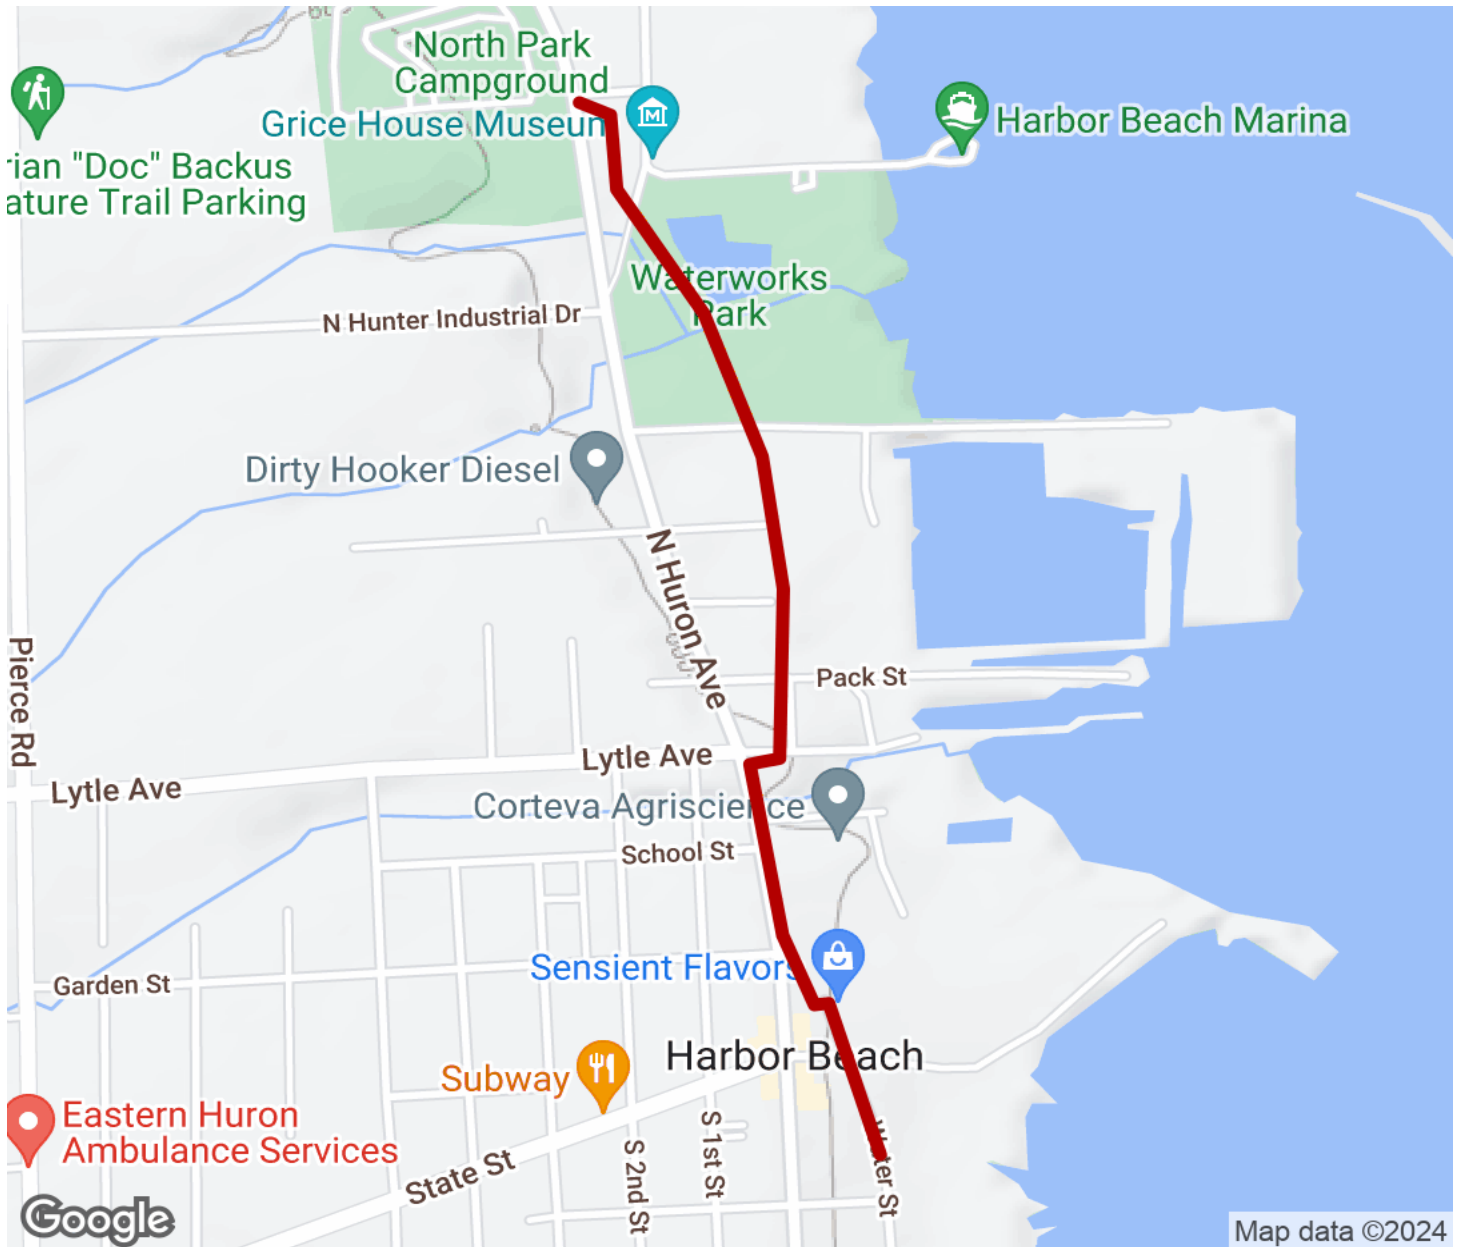 North Park
Campground
Grice House Museun
Harbor Beach Marina
rian "Doc" Backus
ature Trail Parking
Waterworks
Park
N Hunter Industrial Dr
Dirty Hooker Diesel
N Huron Ave
Pierce Rd
Pack St
Lytle Ave
Lytle Ave
Corteva Agriscience
School St
Sensient Flavors
Garden St
Harbor Beach
Subway
Eastern Huron
Ambulance Services
State St
S 1st St
S 2nd St
Water St
Google
Map data ©2024